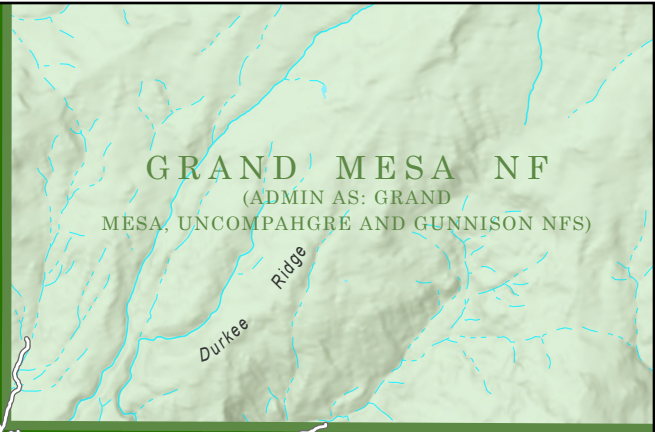 GRAND MESA NF
(ADMIN AS: GRAND
MESA, UNCOMPAHGRE AND GUNNISON NFS)
Durkee Ridge